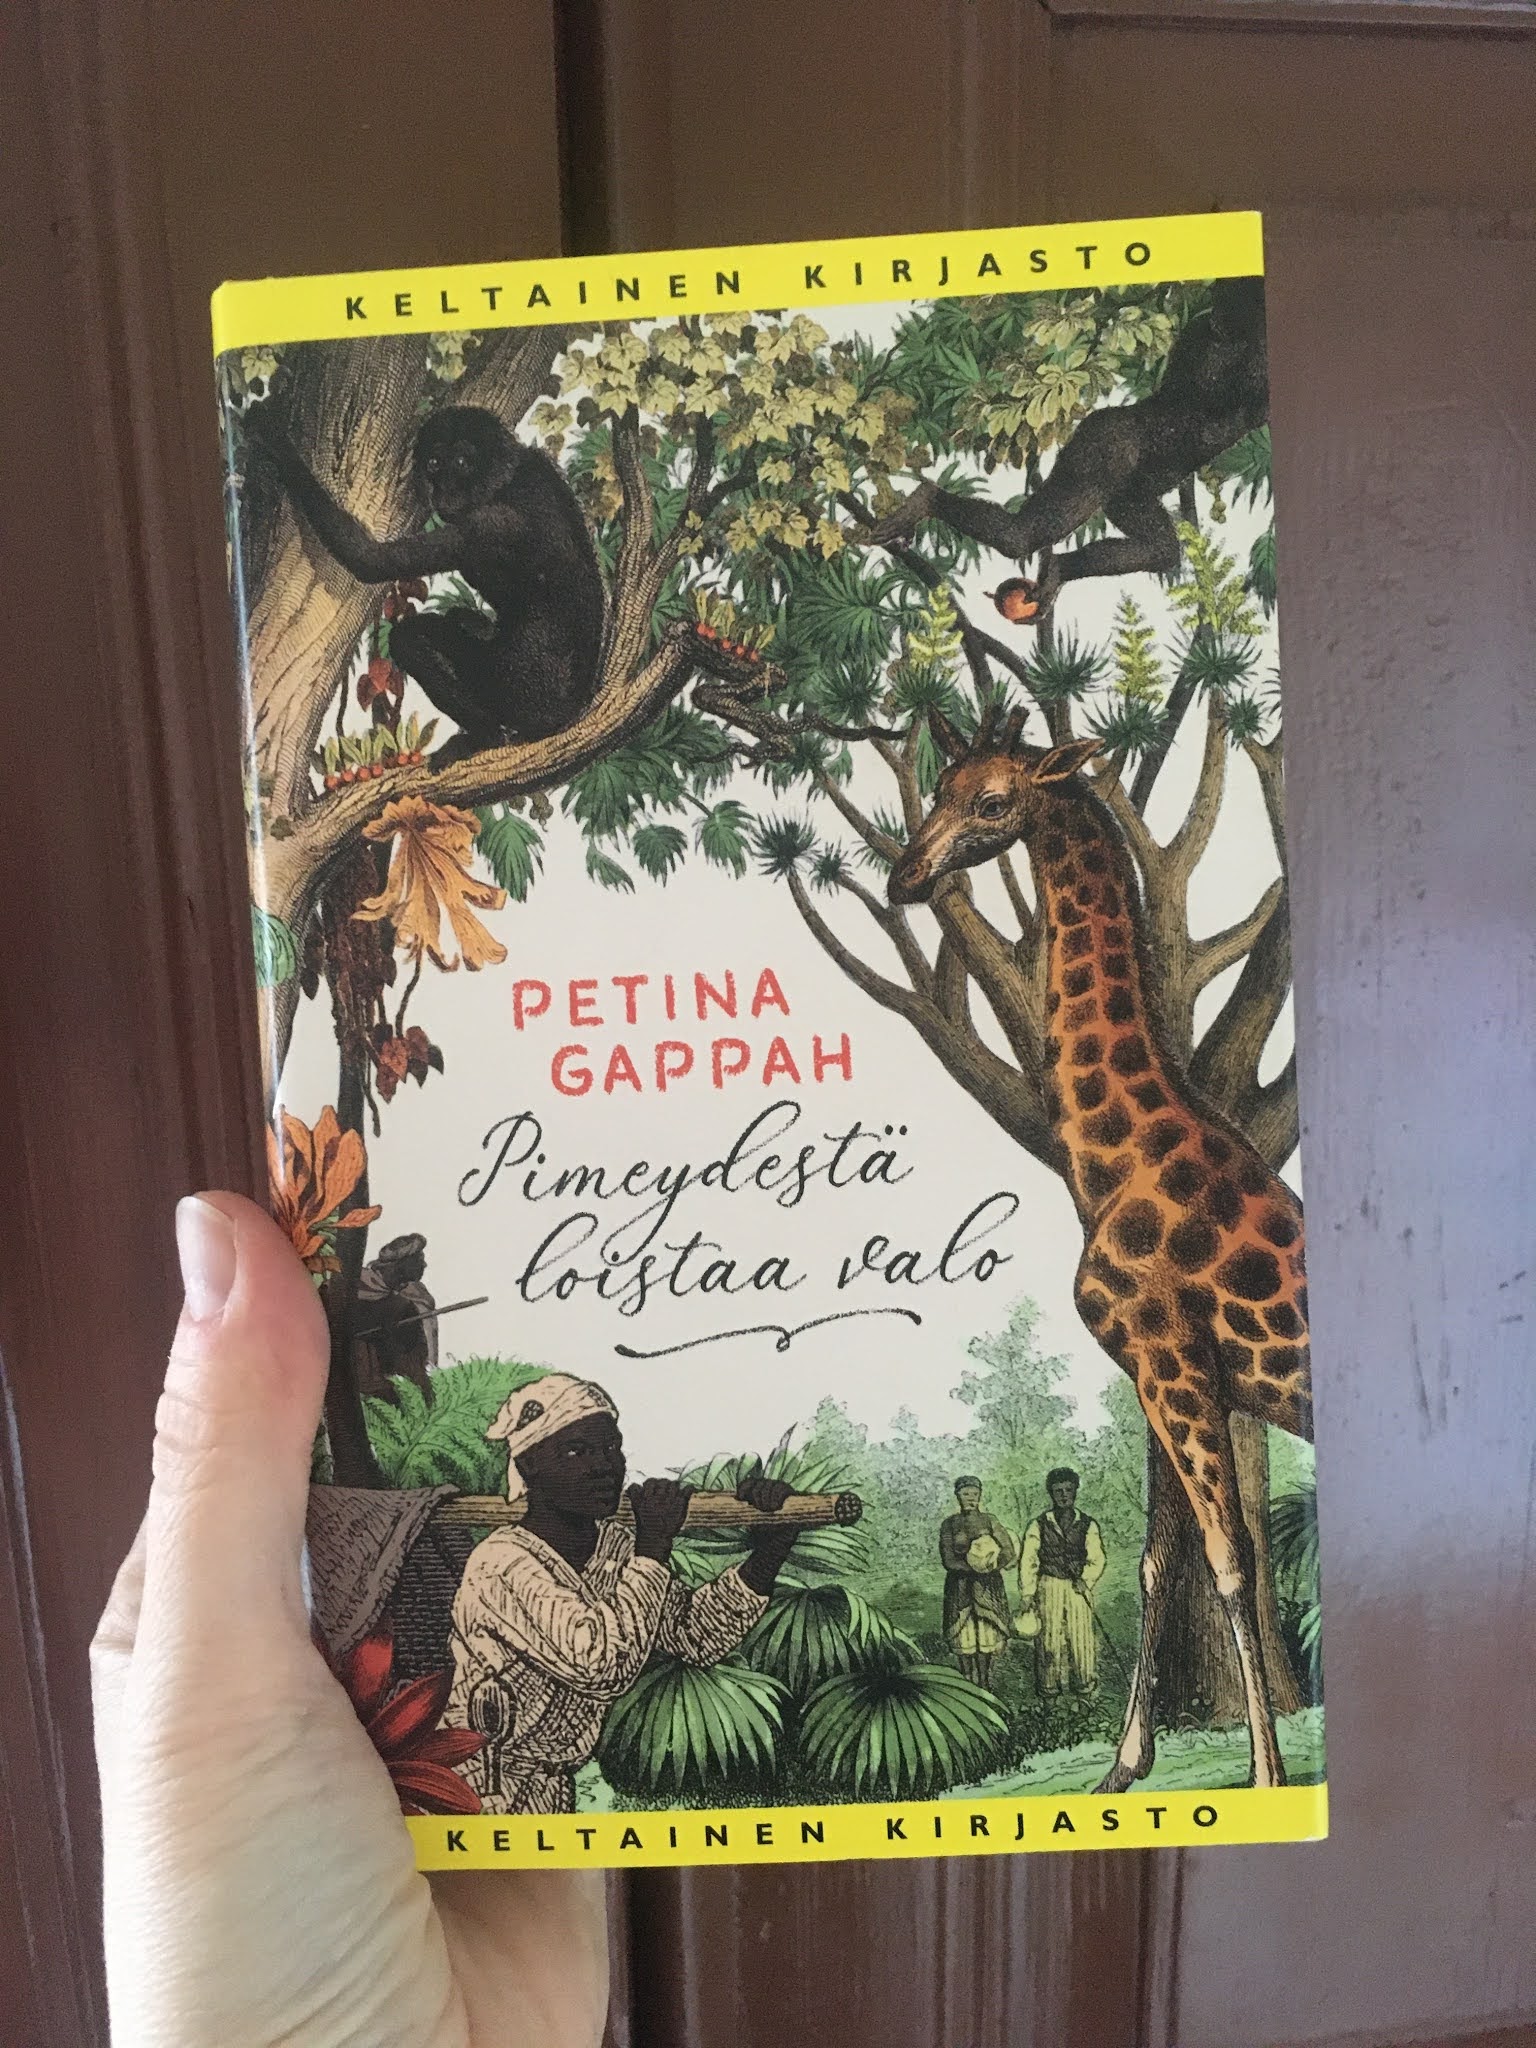 KELTAINEN KIRJASTO
PETINA
GAPPAH
Pimeydestä
loistaa valo
KELTAINEN KIRJASTO